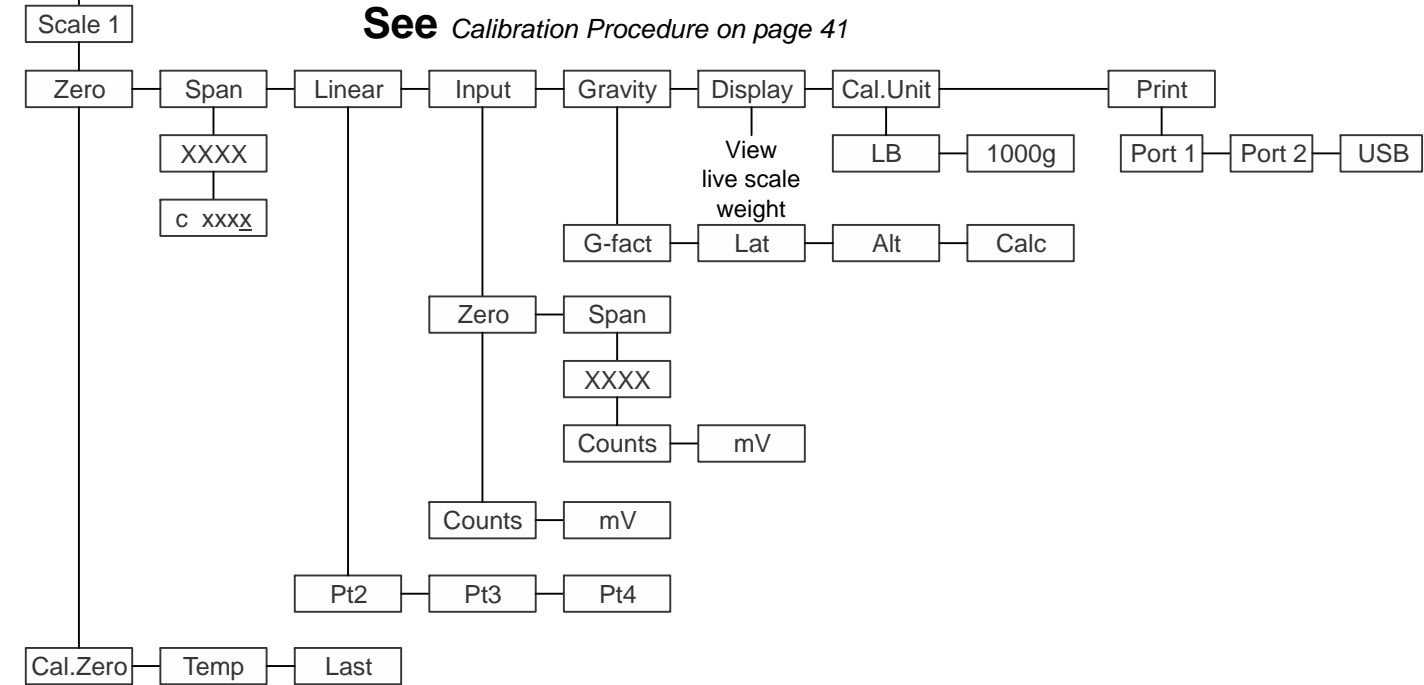 Scale 1
See Calibration Procedure on page 41
Zero Span Linear Input Gravity Display Cal.Unit Print
XXXX View LB 1000g Port 1 Port 2 USB
live scale
weight
c xxxx
G-fact Lat Alt Calc
Zero Span
XXXX
Counts mV
Counts mV
Pt2 Pt3 Pt4
Cal.Zero Temp Last